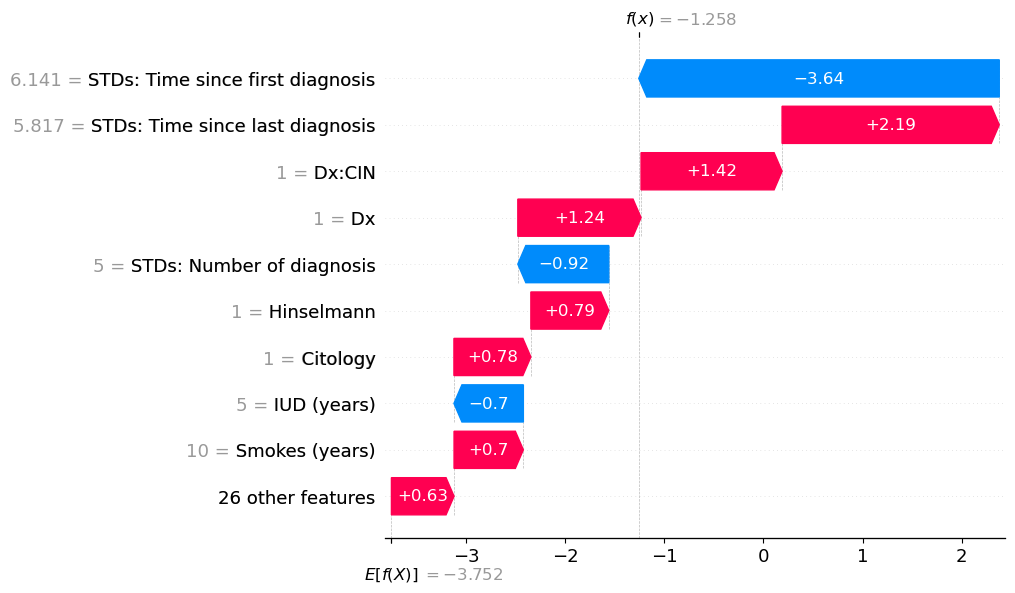 f(x) = −1.258
6.141 = STDs: Time since first diagnosis −3.64
5.817 = STDs: Time since last diagnosis +2.19
1 = Dx:CIN +1.42
1 = Dx +1.24
5 = STDs: Number of diagnosis −0.92
1 = Hinselmann +0.79
1 = Citology +0.78
5 = IUD (years) −0.7
10 = Smokes (years) +0.7
26 other features +0.63
−3 −2 −1 0 1 2
E[f(X)] = −3.752